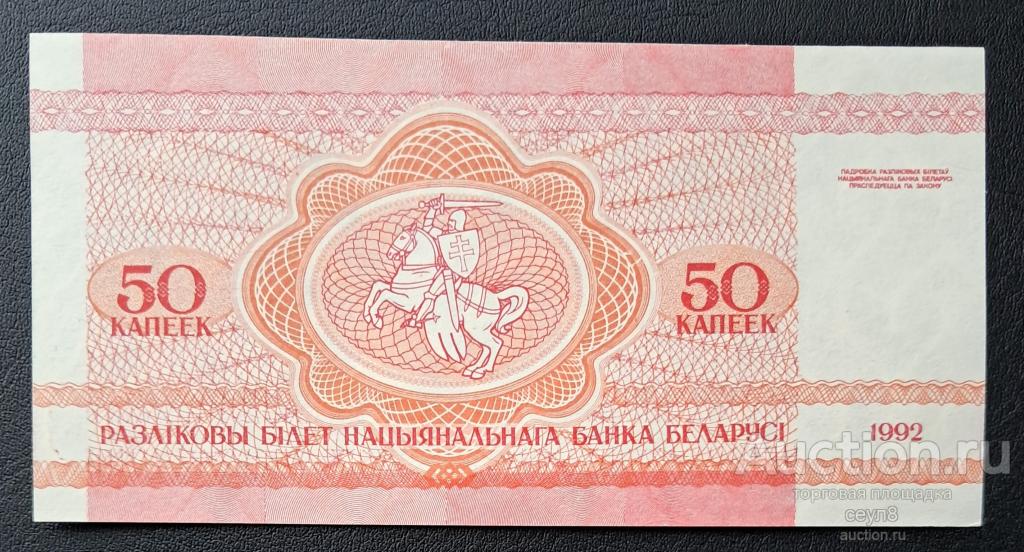 ПАДРОБКА РАЗЛІКОВЫХ БІЛЕТАЎ
НАЦЫЯНАЛЬНАГА БАНКА БЕЛАРУСІ
ПРАСЛЕДУЕЦЦА ПА ЗАКОНУ
50
КАПЕЕК
50
КАПЕЕК
РАЗЛІКОВЫ БІЛЕТ НАЦЫЯНАЛЬНАГА БАНКА БЕЛАРУСІ 1992
Auction.ru
торговая площадка
сеул8
auction.ru